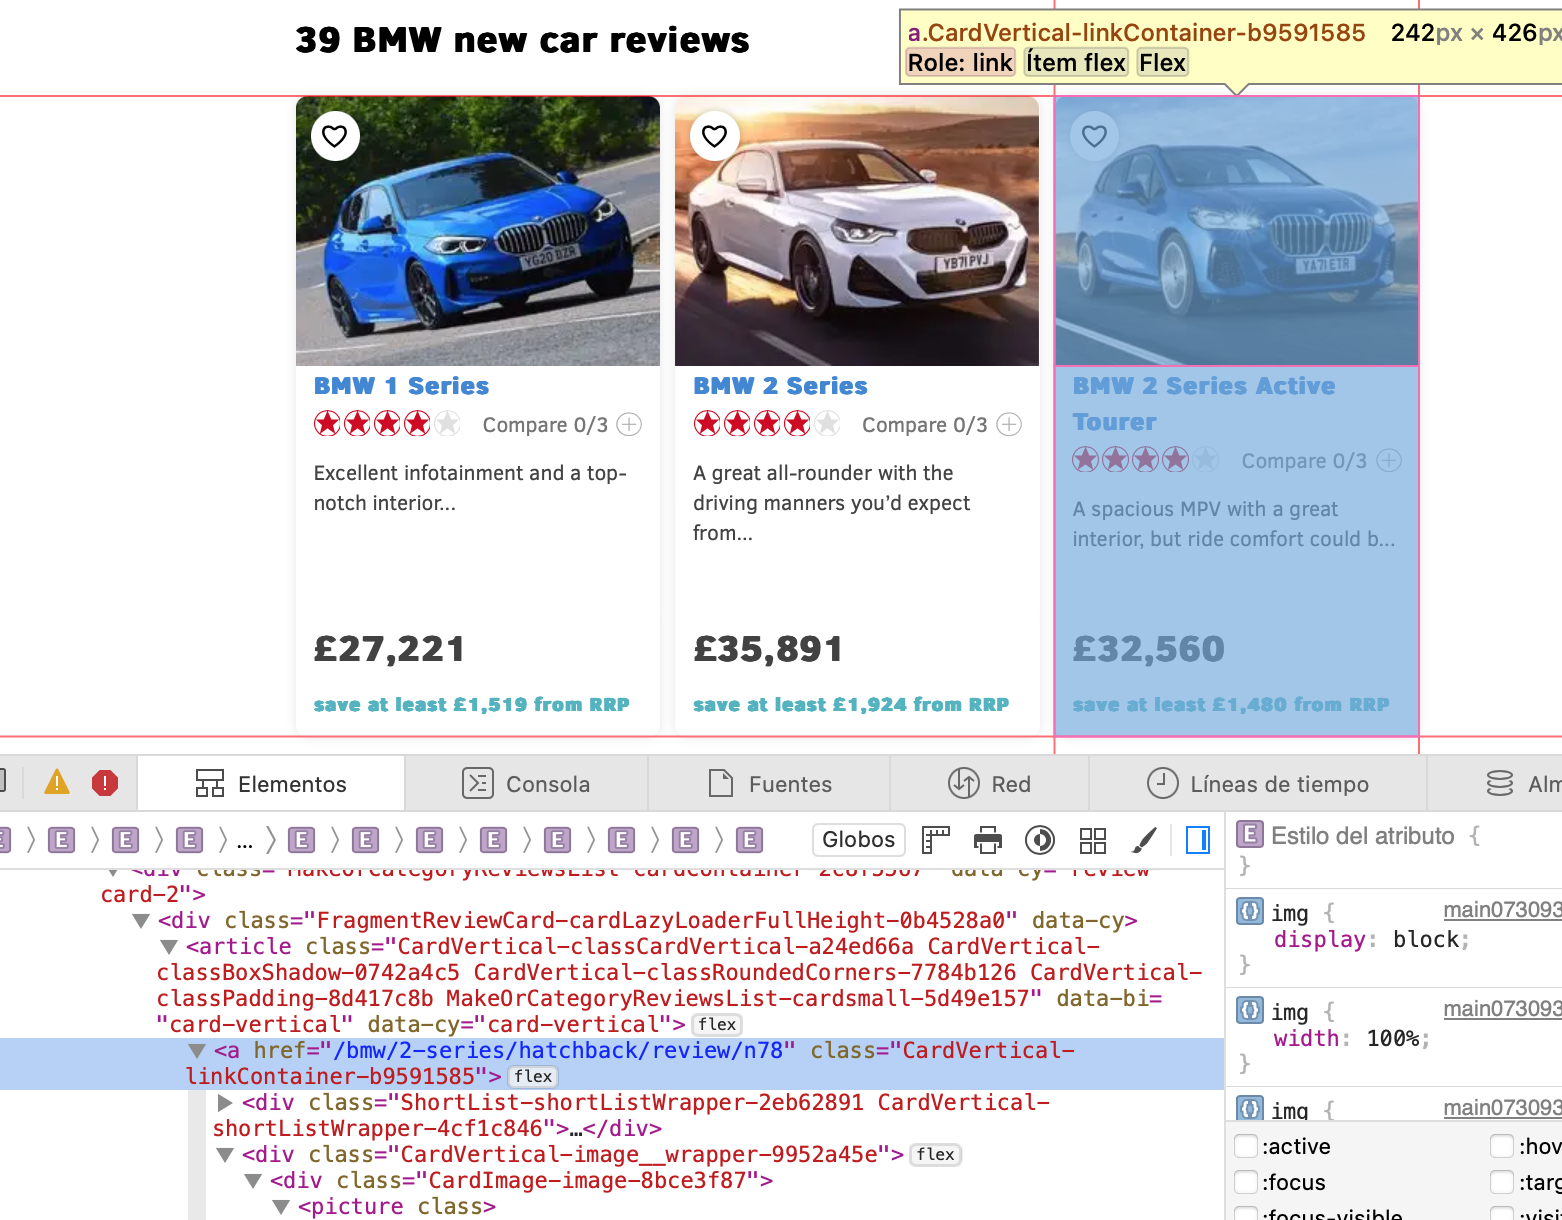 39 BMW new car reviews
a.CardVertical-linkContainer-b9591585 242px × 426px
Role: link Ítem flex Flex
YG20 DZR
YB71 PVJ
YA71 ETR
BMW 1 Series
Compare 0/3
Excellent infotainment and a top-
notch interior...
£27,221
save at least £1,519 from RRP
BMW 2 Series
Compare 0/3
A great all-rounder with the
driving manners you’d expect
from...
£35,891
save at least £1,924 from RRP
BMW 2 Series Active
Tourer
Compare 0/3
A spacious MPV with a great
interior, but ride comfort could b...
£32,560
save at least £1,480 from RRP
Elementos Consola Fuentes Red Líneas de tiempo Alm
E E E E ... E E E E E E E E Globos
card-2">
<div class="FragmentReviewCard-cardLazyLoaderFullHeight-0b4528a0" data-cy>
<article class="CardVertical-classCardVertical-a24ed66a CardVertical-
classBoxShadow-0742a4c5 CardVertical-classRoundedCorners-7784b126 CardVertical-
classPadding-8d417c8b MakeOrCategoryReviewsList-cardsmall-5d49e157" data-bi=
"card-vertical" data-cy="card-vertical"> flex
<a href="/bmw/2-series/hatchback/review/n78" class="CardVertical-
linkContainer-b9591585"> flex
<div class="ShortList-shortListWrapper-2eb62891 CardVertical-
shortListWrapper-4cf1c846">…</div>
<div class="CardVertical-image__wrapper-9952a45e"> flex
<div class="CardImage-image-8bce3f87">
<picture class>
E Estilo del atributo {
}
img { main073093
display: block;
}
img { main073093
width: 100%;
}
img { main073093
:active :hov
:focus :targ
:focus-visible :visi